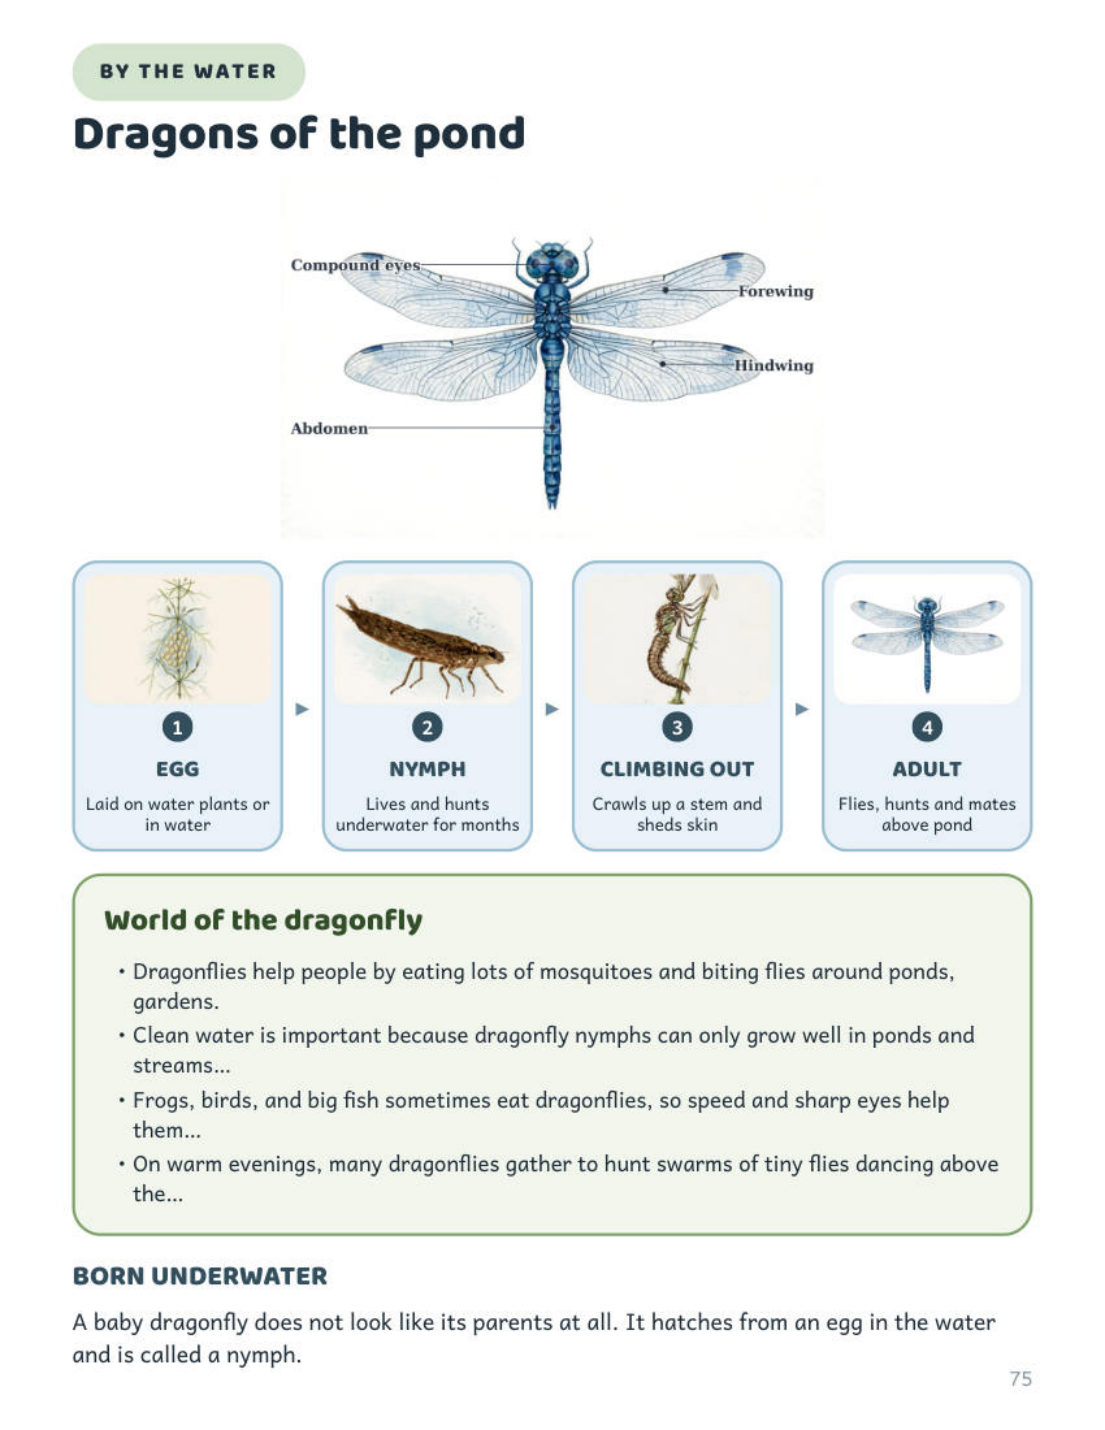 BY THE WATER
Dragons of the pond
Compound eyes
Forewing
Hindwing
Abdomen
1
EGG
Laid on water plants or
in water
2
NYMPH
Lives and hunts
underwater for months
3
CLIMBING OUT
Crawls up a stem and
sheds skin
4
ADULT
Flies, hunts and mates
above pond
World of the dragonfly
• Dragonflies help people by eating lots of mosquitoes and biting flies around ponds,
gardens.
• Clean water is important because dragonfly nymphs can only grow well in ponds and
streams...
• Frogs, birds, and big fish sometimes eat dragonflies, so speed and sharp eyes help
them...
• On warm evenings, many dragonflies gather to hunt swarms of tiny flies dancing above
the...
BORN UNDERWATER
A baby dragonfly does not look like its parents at all. It hatches from an egg in the water
and is called a nymph.
75